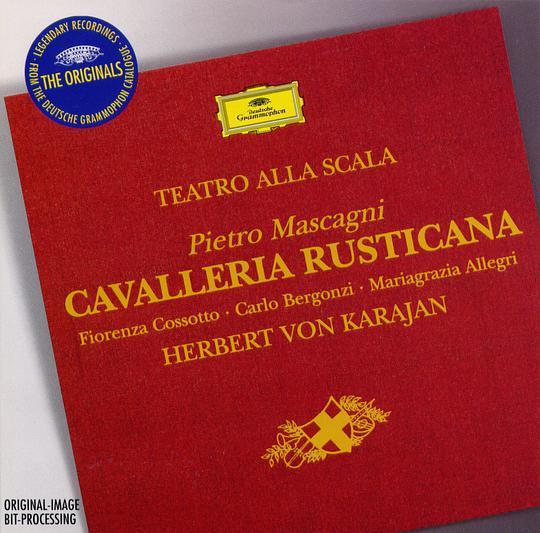 LEGENDARY RECORDINGS
FROM THE DEUTSCHE GRAMMOPHON CATALOGUE
THE ORIGINALS
Deutsche
Grammophon
TEATRO ALLA SCALA
Pietro Mascagni
CAVALLERIA RUSTICANA
Fiorenza Cossotto · Carlo Bergonzi · Mariagrazia Allegri
HERBERT VON KARAJAN
ORIGINAL-IMAGE
BIT-PROCESSING